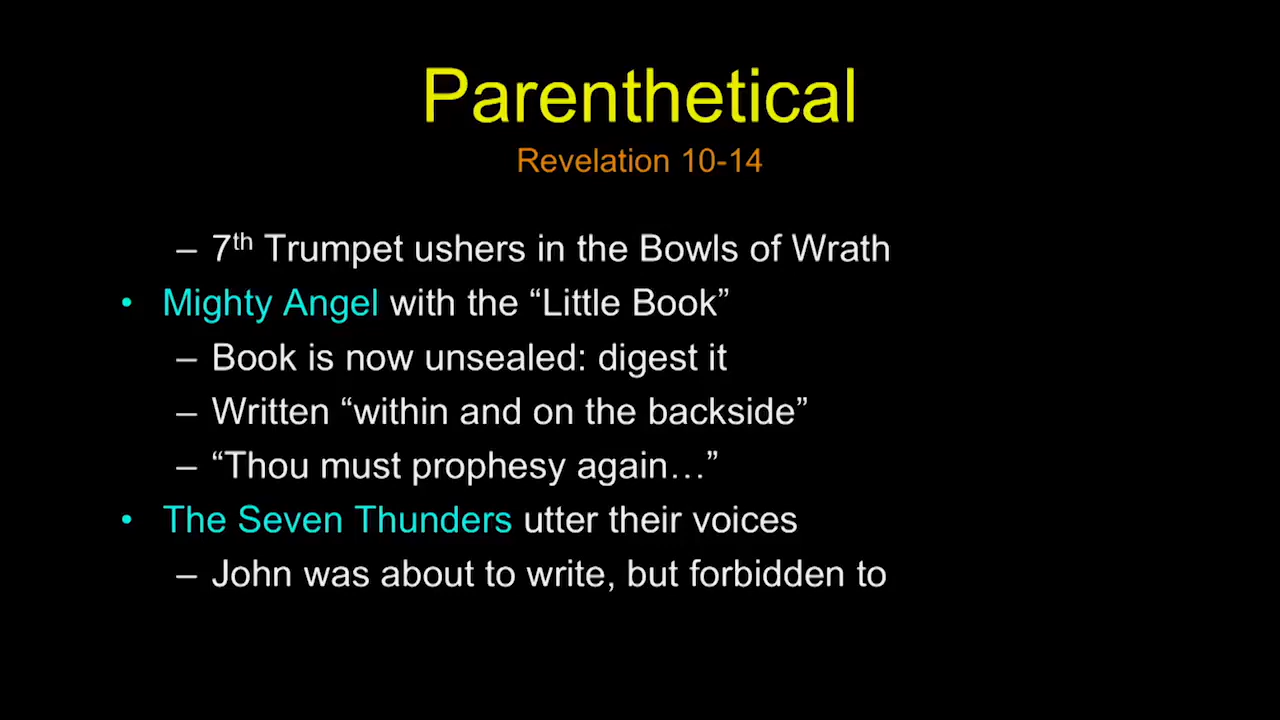 Parenthetical
Revelation 10-14
– 7th Trumpet ushers in the Bowls of Wrath
• Mighty Angel with the “Little Book”
– Book is now unsealed: digest it
– Written “within and on the backside”
– “Thou must prophesy again…”
• The Seven Thunders utter their voices
– John was about to write, but forbidden to